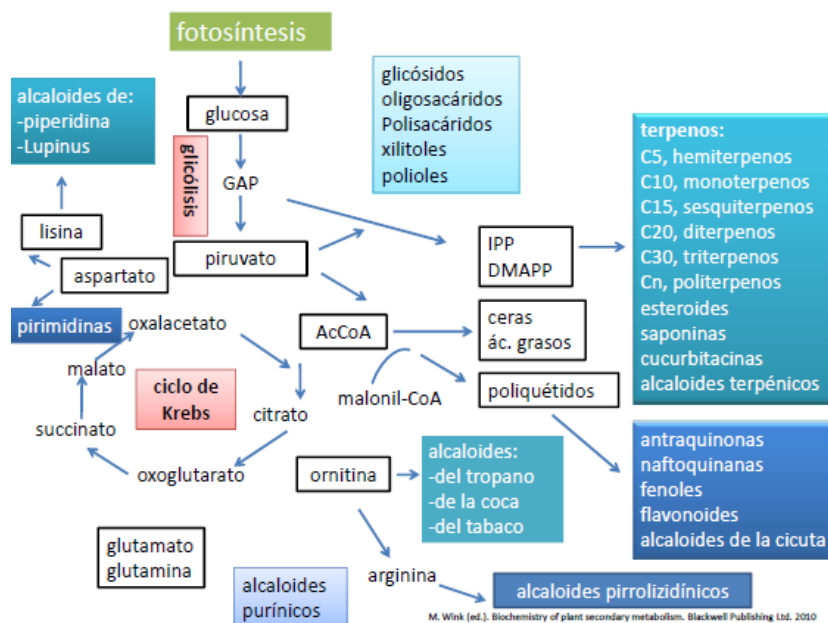 fotosíntesis
glicósidos
oligosacáridos
Polisacáridos
xilitoles
polioles
alcaloides de:
-piperidina
-Lupinus
glucosa
glicólisis
GAP
terpenos:
C5, hemiterpenos
C10, monoterpenos
C15, sesquiterpenos
C20, diterpenos
C30, triterpenos
Cn, politerpenos
esteroides
saponinas
cucurbitacinas
alcaloides terpénicos
lisina
piruvato
IPP
DMAPP
aspartato
pirimidinas
oxalacetato
AcCoA
ceras
ác. grasos
malato
ciclo de
Krebs
citrato
malonil-CoA
poliquétidos
succinato
oxoglutarato
ornitina
alcaloides:
-del tropano
-de la coca
-del tabaco
antraquinonas
naftoquinanas
fenoles
flavonoides
alcaloides de la cicuta
glutamato
glutamina
alcaloides
purínicos
arginina
alcaloides pirrolizidínicos
M. Wink (ed.). Biochemistry of plant secondary metabolism. Blackwell Publishing Ltd. 2010